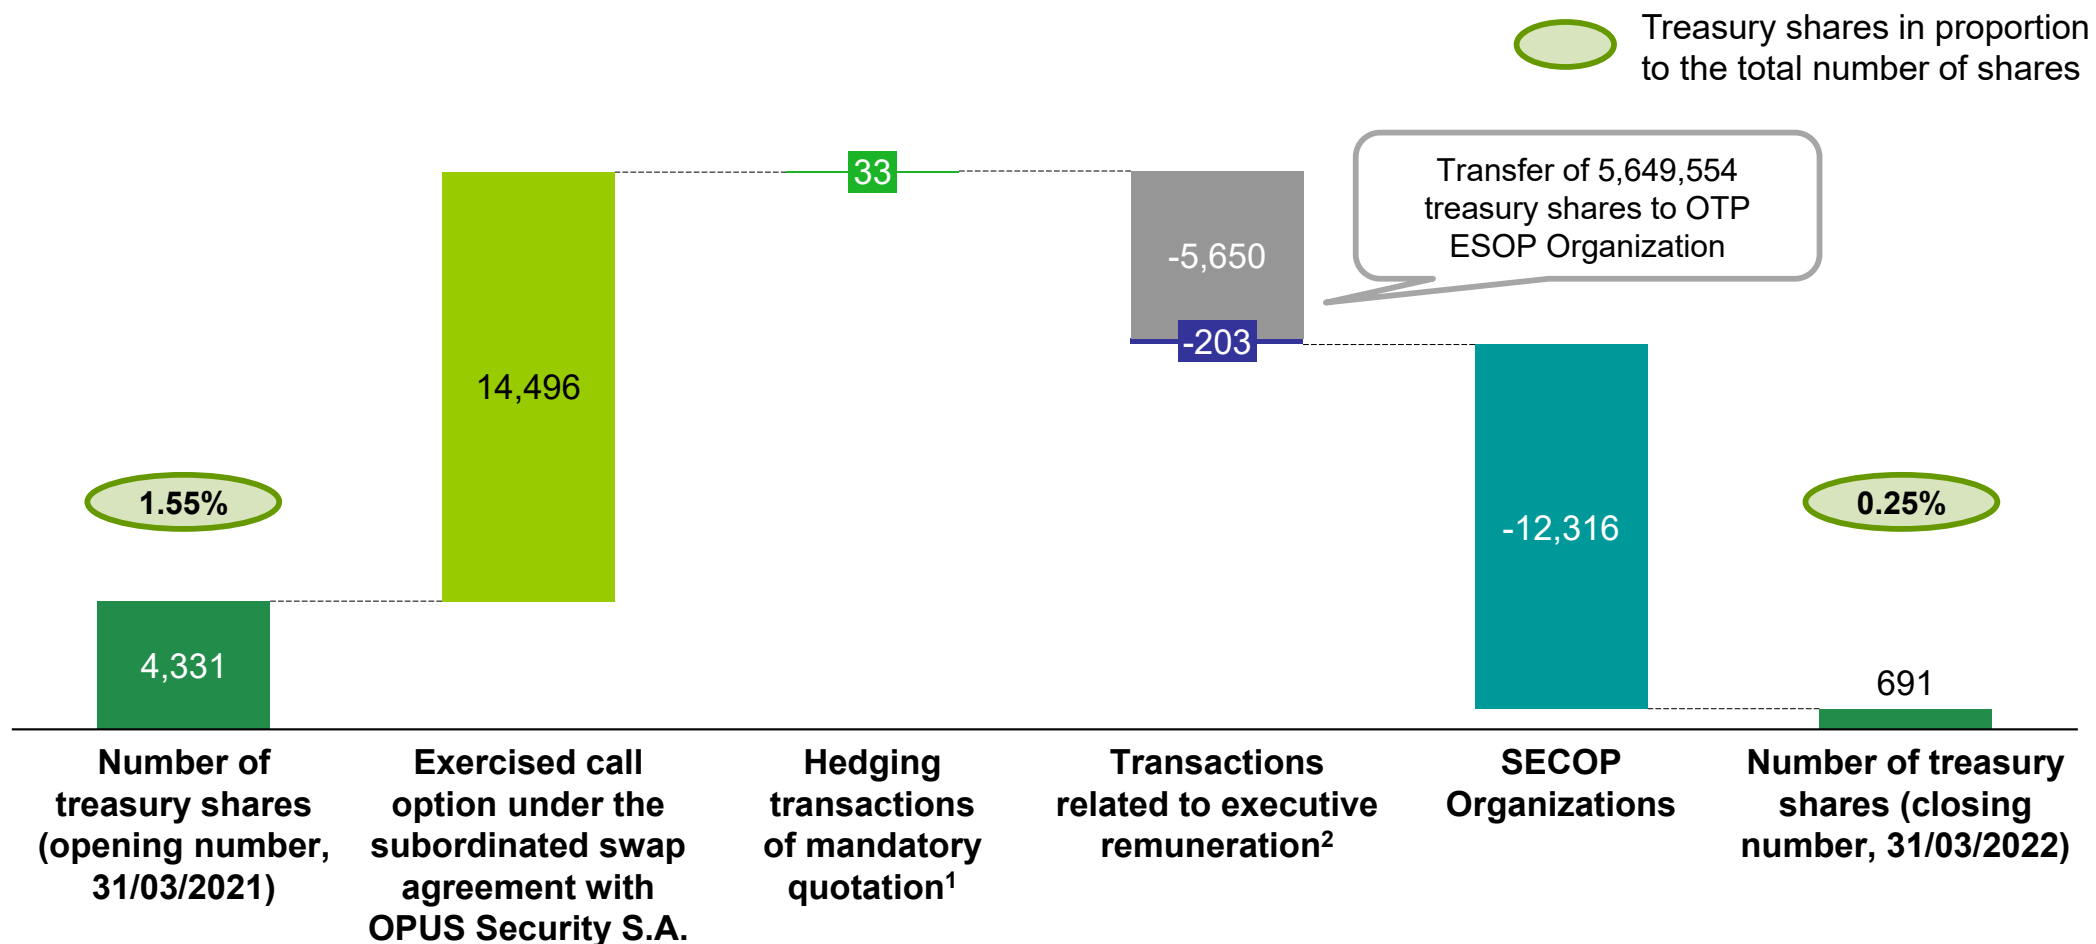 Treasury shares in proportion
to the total number of shares
33
Transfer of 5,649,554
treasury shares to OTP
ESOP Organization
-5,650
-203
14,496
1.55%
0.25%
-12,316
4,331
691
Number of
treasury shares
(opening number,
31/03/2021)
Exercised call
option under the
subordinated swap
agreement with
OPUS Security S.A.
Hedging
transactions
of mandatory
quotation¹
Transactions
related to executive
remuneration²
SECOP
Organizations
Number of treasury
shares (closing
number, 31/03/2022)